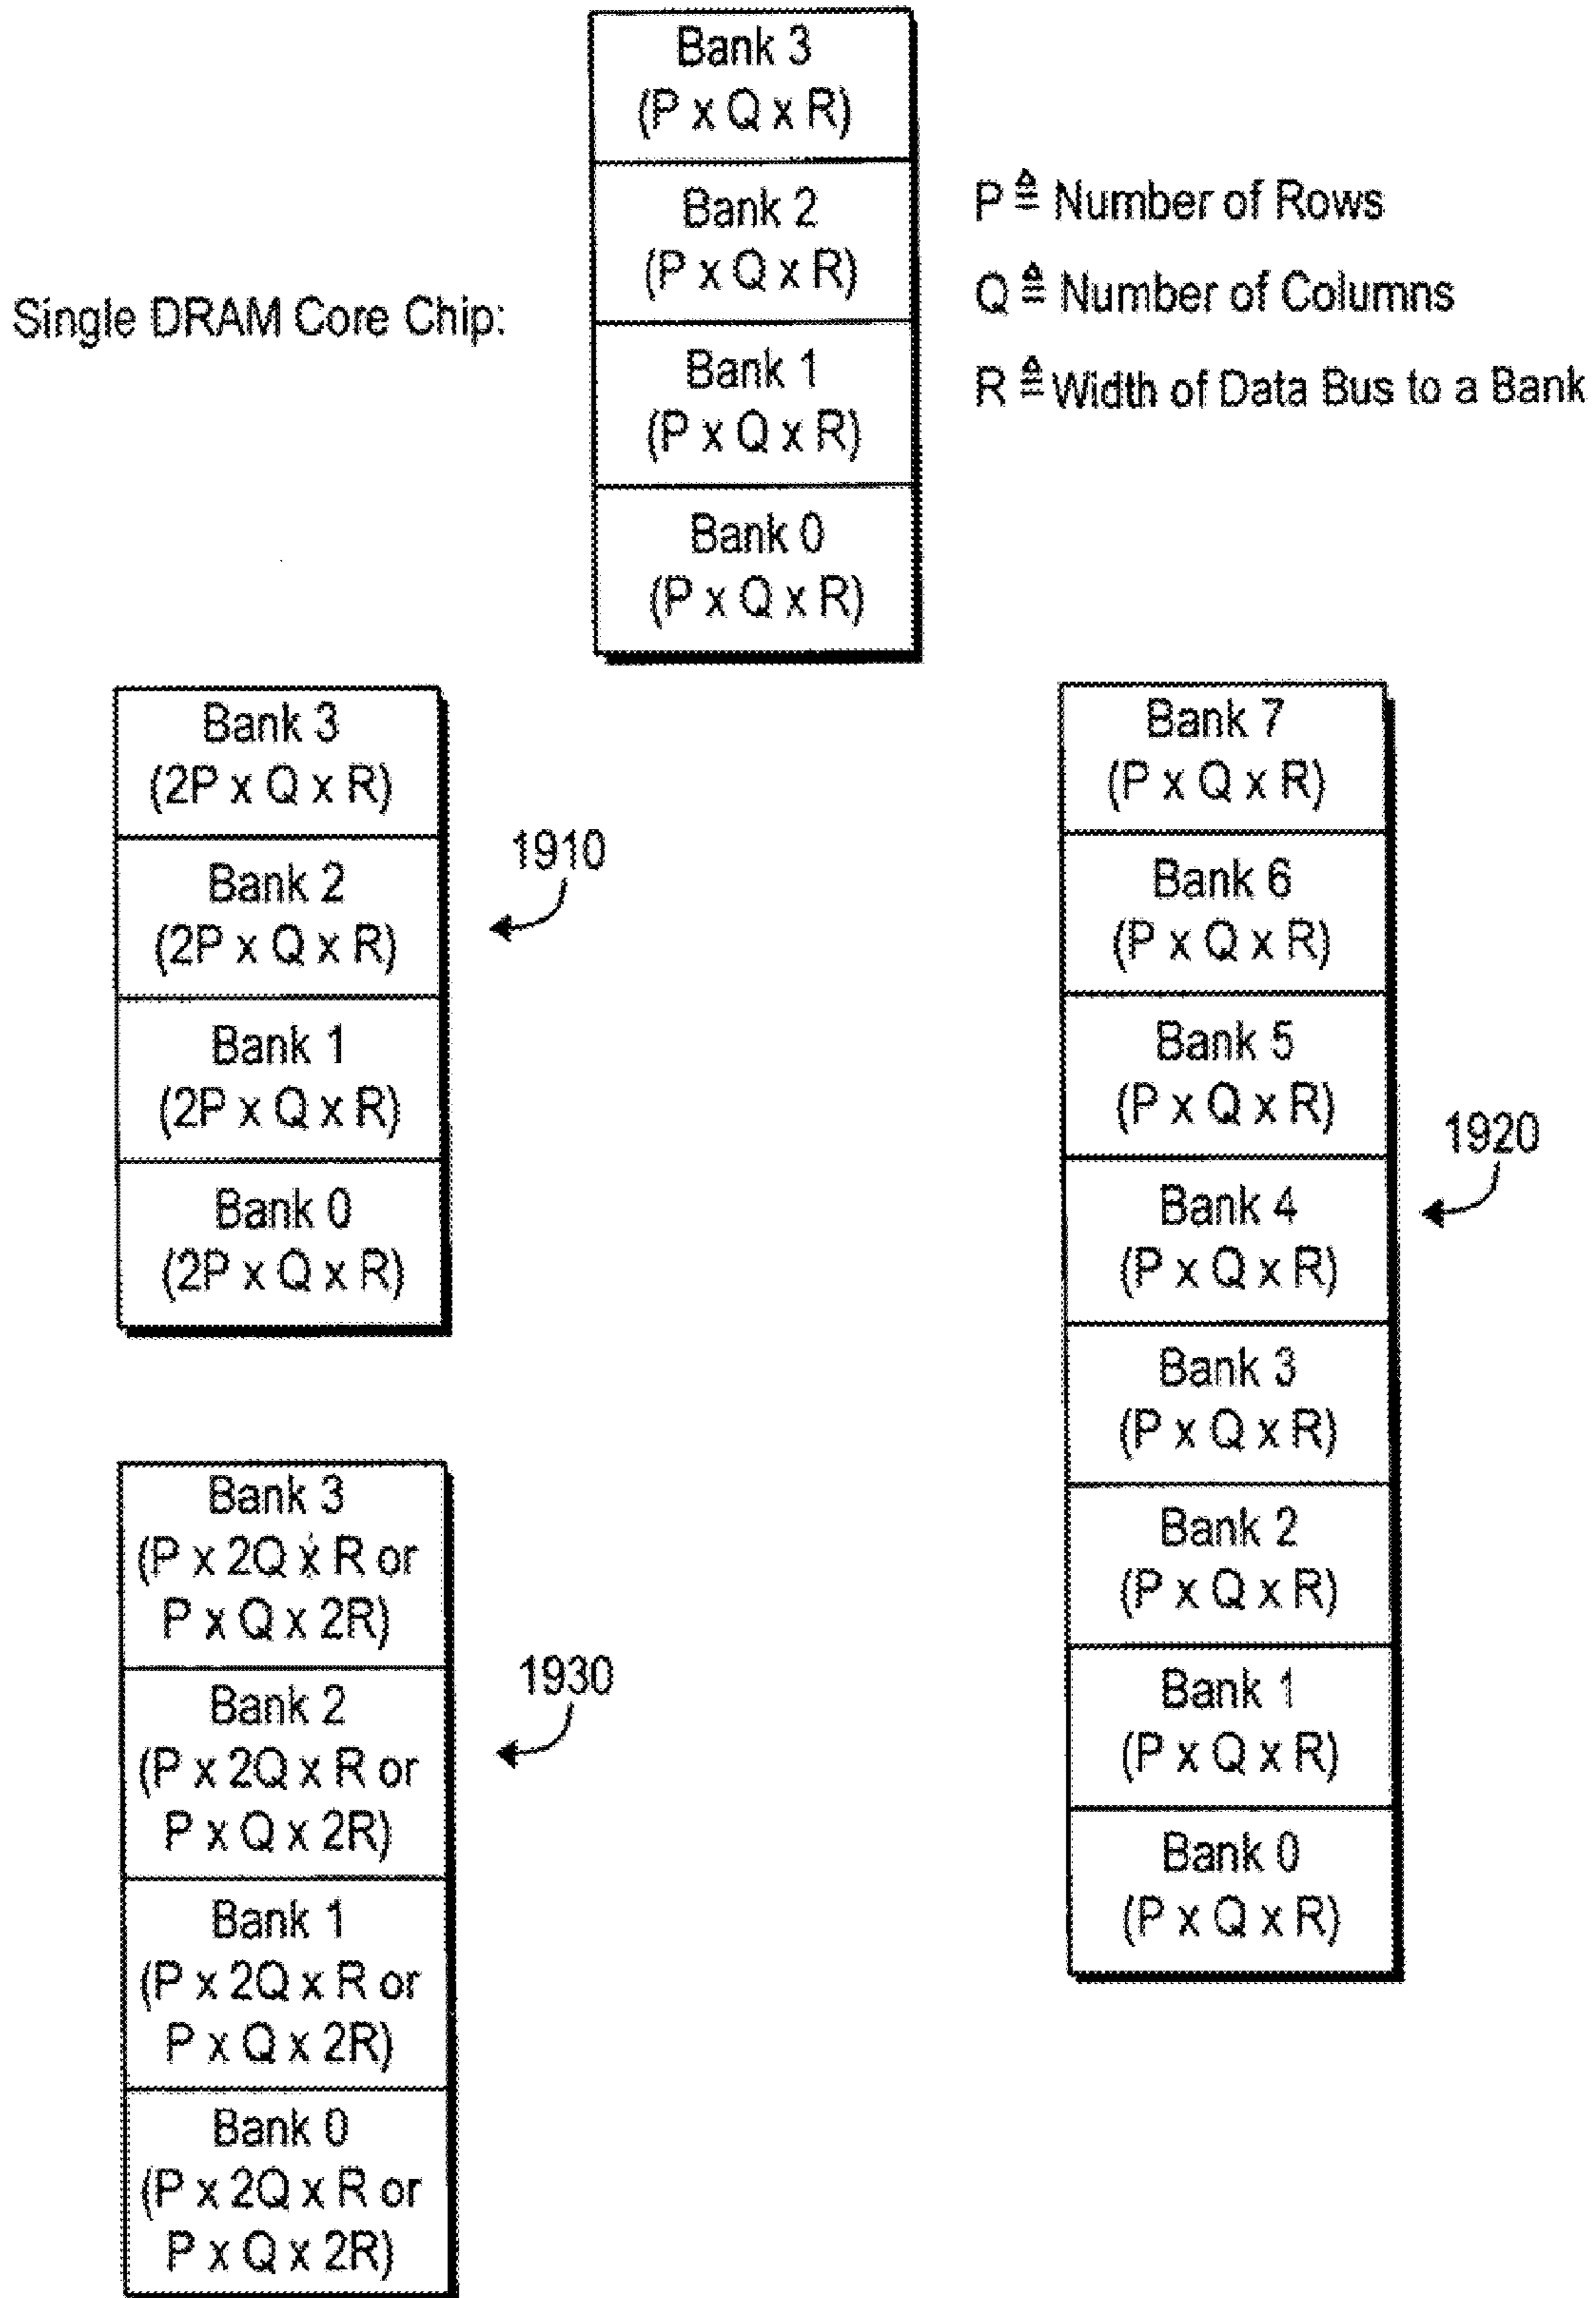 Bank 3
(P x Q x R)
Bank 2
(P x Q x R)
Bank 1
(P x Q x R)
Bank 0
(P x Q x R)
Single DRAM Core Chip:
P ≜ Number of Rows
Q ≜ Number of Columns
R ≜ Width of Data Bus to a Bank
Bank 3
(2P x Q x R)
Bank 2
(2P x Q x R)
Bank 1
(2P x Q x R)
Bank 0
(2P x Q x R)
1910
Bank 7
(P x Q x R)
Bank 6
(P x Q x R)
Bank 5
(P x Q x R)
Bank 4
(P x Q x R)
Bank 3
(P x Q x R)
Bank 2
(P x Q x R)
Bank 1
(P x Q x R)
Bank 0
(P x Q x R)
1920
Bank 3
(P x 2Q x R or
P x Q x 2R)
Bank 2
(P x 2Q x R or
P x Q x 2R)
Bank 1
(P x 2Q x R or
P x Q x 2R)
Bank 0
(P x 2Q x R or
P x Q x 2R)
1930